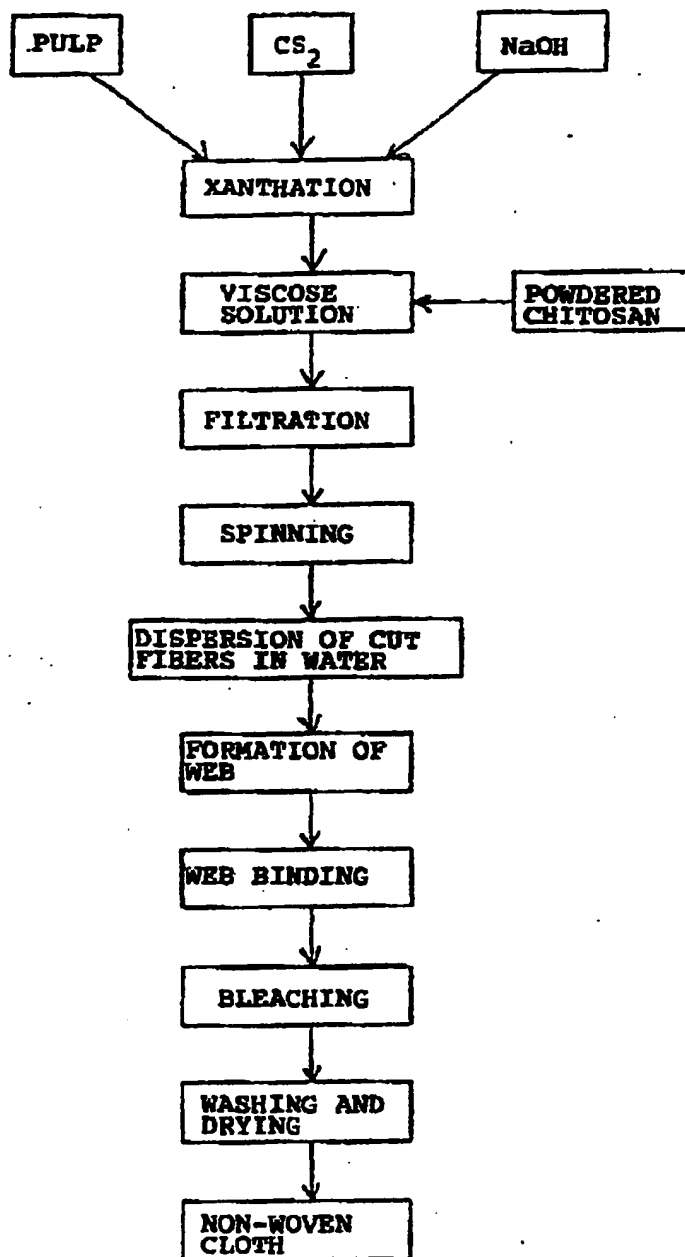 PULP
CS2
NaOH
XANTHATION
VISCOSE
SOLUTION
POWDERED
CHITOSAN
FILTRATION
SPINNING
DISPERSION OF CUT
FIBERS IN WATER
FORMATION OF
WEB
WEB BINDING
BLEACHING
WASHING AND
DRYING
NON-WOVEN
CLOTH